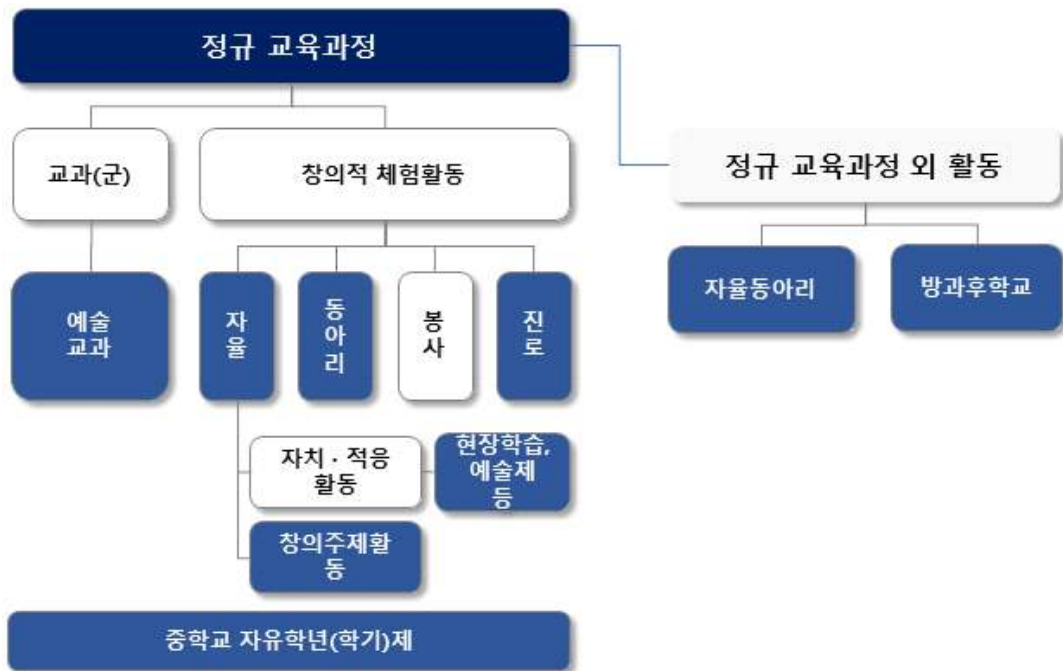 정규 교육과정
교과(군)
창의적 체험활동
정규 교육과정 외 활동
예술
교과
자
율
동
아
리
봉
사
진
로
자율동아리
방과후학교
자치 · 적응
활동
현장학습,
예술제
등
창의주제활
동
중학교 자유학년(학기)제